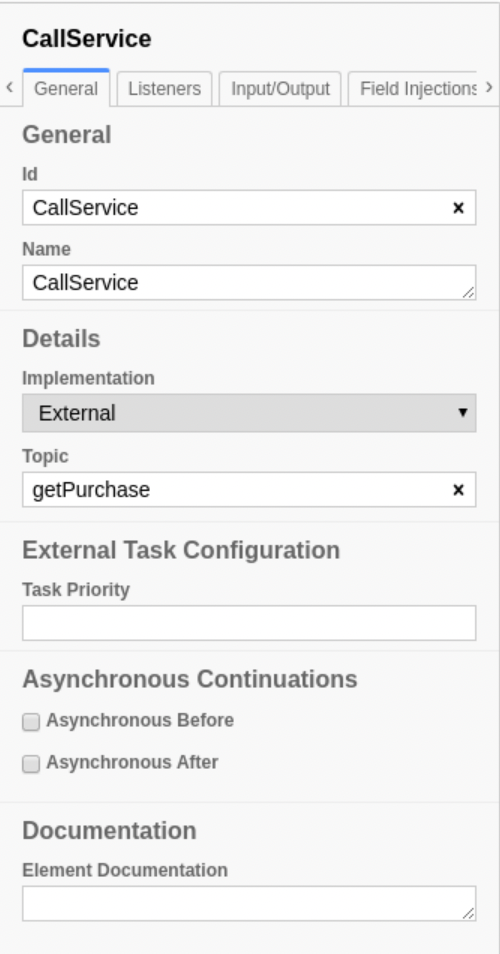 CallService
General Listeners Input/Output Field Injections
General
Id
CallService
Name
CallService
Details
Implementation
External
Topic
getPurchase
External Task Configuration
Task Priority
Asynchronous Continuations
Asynchronous Before
Asynchronous After
Documentation
Element Documentation